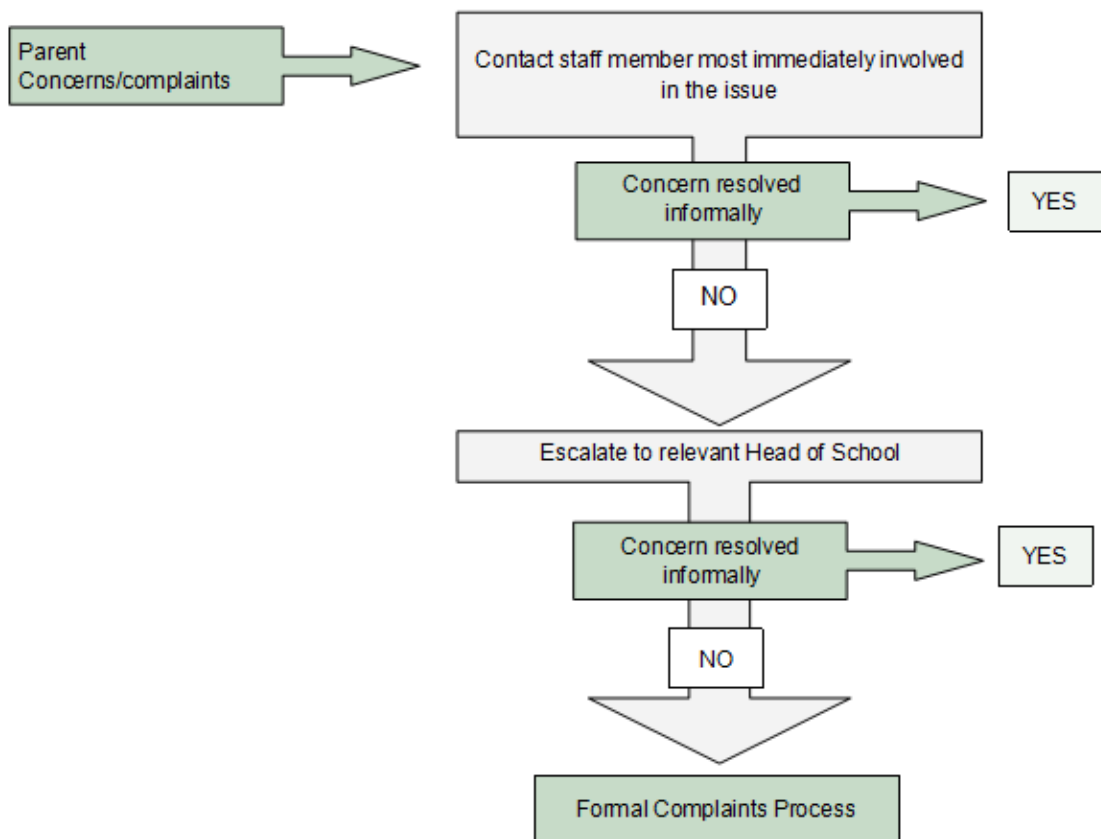 Parent
Concerns/complaints
Contact staff member most immediately involved
in the issue
Concern resolved
informally
YES
NO
Escalate to relevant Head of School
Concern resolved
informally
YES
NO
Formal Complaints Process